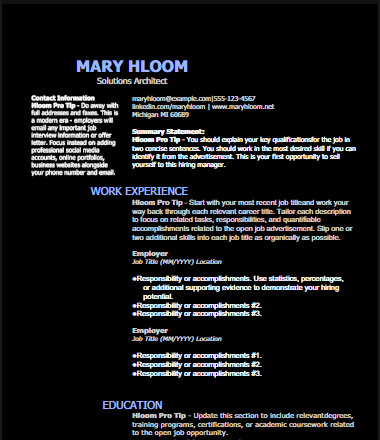 MARY HLOOM
Solutions Architect
Contact Information
Hloom Pro Tip - Do away with
full addresses and faxes. This is
a modern era - employers will
email any important job
interview information or offer
letter. Focus instead on adding
professional social media
accounts, online portfolios,
business websites alongside
your phone number and email.
maryhloom@example.com|555-123-4567
linkedin.com/maryhloom | www.maryhloom.net
Michigan MI 60689
Summary Statement:
Hloom Pro Tip - You should explain your key qualificationsfor the job in
two concise sentences. You should work in the most desired skill if you can
identify it from the advertisement. This is your first opportunity to sell
yourself to this hiring manager.
WORK EXPERIENCE
Hloom Pro Tip - Start with your most recent job titleand work your
way back through each relevant career title. Tailor each description
to focus on related tasks, responsibilities, and quantifiable
accomplishments related to the open job advertisement. Slip one or
two additional skills into each job title as organically as possible.
Employer
Job Title (MM/YYYY) Location
●Responsibility or accomplishments. Use statistics, percentages,
or additional supporting evidence to demonstrate your hiring
potential.
●Responsibility or accomplishments #2.
●Responsibility or accomplishments #3.
Employer
Job Title (MM/YYYY) Location
●Responsibility or accomplishments #1.
●Responsibility or accomplishments #2.
●Responsibility or accomplishments #3.
EDUCATION
Hloom Pro Tip - Update this section to include relevantdegrees,
training programs, certifications, or academic coursework related
to the open job opportunity.